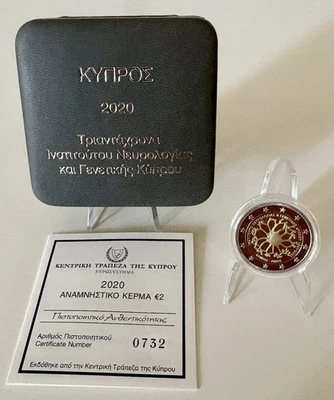 ΚΥΠΡΟΣ
2020
Τριαντάχρονα
Ινστιτούτου Νευρολογίας
και Γενετικής Κύπρου
ΚΕΝΤΡΙΚΗ ΤΡΑΠΕΖΑ ΤΗΣ ΚΥΠΡΟΥ
ΕΥΡΩΣΥΣΤΗΜΑ
2020
ΑΝΑΜΝΗΣΤΙΚΟ ΚΕΡΜΑ €2
Πιστοποιητικό Αυθεντικότητας
Αριθμός Πιστοποιητικού
Certificate Number 0732
Εκδόθηκε από την Κεντρική Τράπεζα της Κύπρου